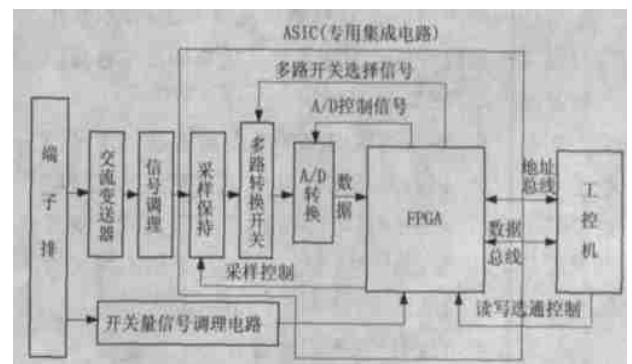 ASIC(专用集成电路)
多路开关选择信号
A/D控制信号
端子排
交流变送器
信号调理
采样保持
多路转换开关
A/D转换
数据
FPGA
地址
总线
数据
总线
工控机
采样控制
读写选通控制
开关量信号调理电路